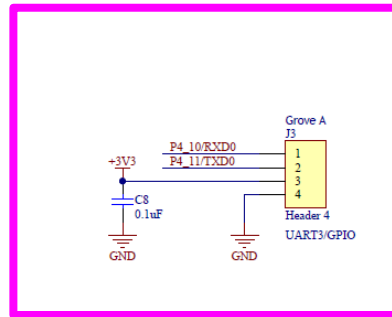 Grove A
J3
P4_10/RXD0
1
P4_11/TXD0
2
+3V3
3
4
C8
0.1uF
Header 4
UART3/GPIO
GND
GND